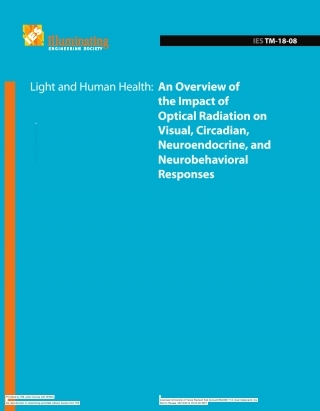 IES
Illuminating
ENGINEERING SOCIETY
IES TM-18-08
Light and Human Health: An Overview of
the Impact of
Optical Radiation on
Visual, Circadian,
Neuroendocrine, and
Neurobehavioral
Responses